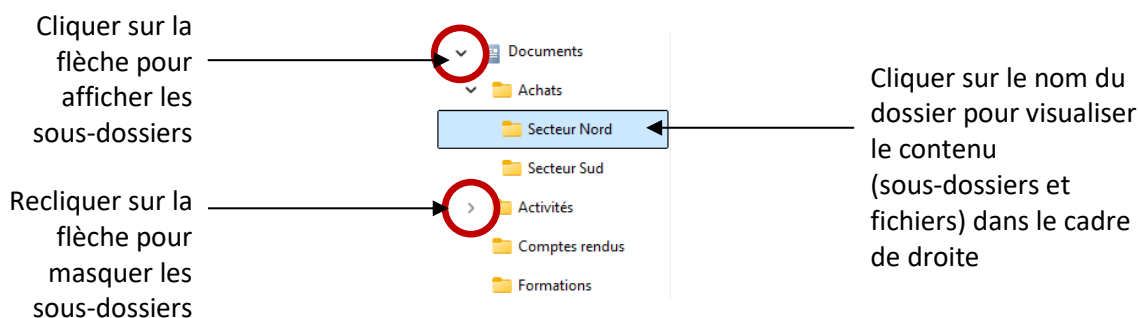 Cliquer sur la
flèche pour
afficher les
sous-dossiers
Recliquer sur la
flèche pour
masquer les
sous-dossiers
Documents
Achats
Secteur Nord
Secteur Sud
Activités
Comptes rendus
Formations
Cliquer sur le nom du
dossier pour visualiser
le contenu
(sous-dossiers et
fichiers) dans le cadre
de droite